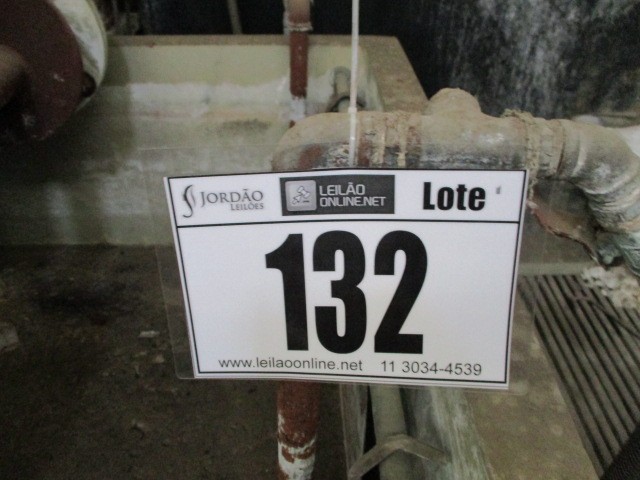 JORDÃO
LEILÕES
LEILÃO
ONLINE.NET
Lote
132
www.leilaoonline.net 11 3034-4539